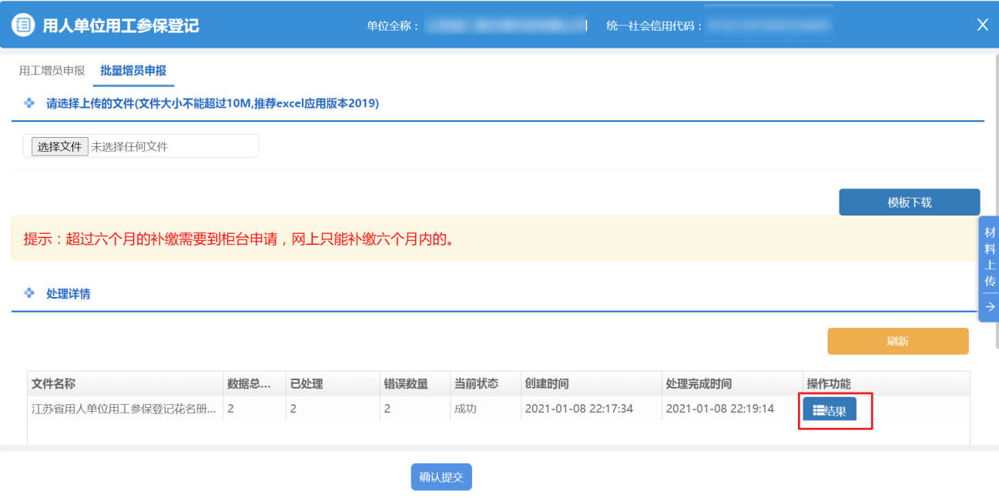 用人单位用工参保登记
单位全称：
统一社会信用代码：
X
用工增员申报 批量增员申报
请选择上传的文件(文件大小不能超过10M,推荐excel应用版本2019)
选择文件 未选择任何文件
模板下载
提示：超过六个月的补缴需要到柜台申请，网上只能补缴六个月内的。
材料上传
处理详情
刷新
文件名称 数据总... 已处理 错误数量 当前状态 创建时间 处理完成时间 操作功能
江苏省用人单位用工参保登记花名册... 2 2 2 成功 2021-01-08 22:17:34 2021-01-08 22:19:14 结果
确认提交